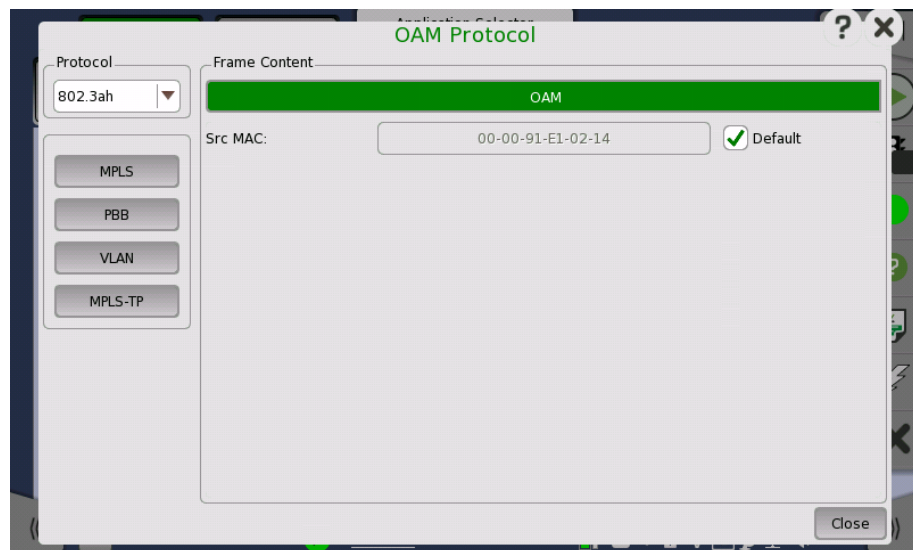 Application Selector
OAM Protocol
?
Protocol
802.3ah
MPLS
PBB
VLAN
MPLS-TP
Frame Content
OAM
Src MAC:
00-00-91-E1-02-14
Default
Close